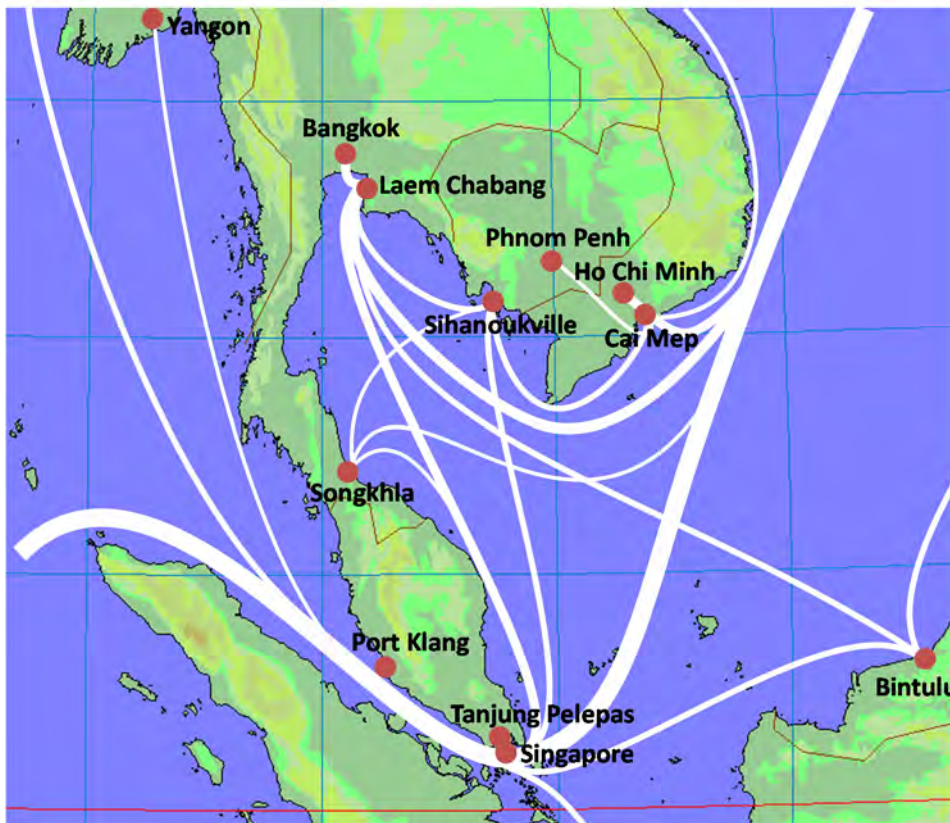 Yangon
Bangkok
Laem Chabang
Phnom Penh
Ho Chi Minh
Sihanoukville
Cai Mep
Songkhla
Port Klang
Bintulu
Tanjung Pelepas
Singapore